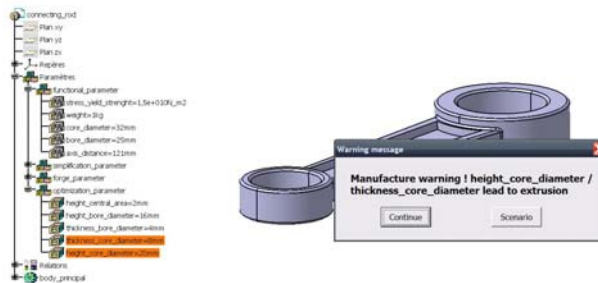 connecting_rod
Plan xy
Plan yz
Plan zx
Repères
Paramètres
functional_parameter
stress_yield_strenght=1,5e+010N_m2
weight=1kg
core_diameter=32mm
bore_diameter=25mm
axis_distance=121mm
simplification_parameter
forge_parameter
optimization_parameter
height_central_area=2mm
height_bore_diameter=16mm
thickness_bore_diameter=4mm
thickness_core_diameter=8mm
height_core_diameter=20mm
Relations
body_principal
Warning message
Manufacture warning ! height_core_diameter /
thickness_core_diameter lead to extrusion
Continue
Scenario